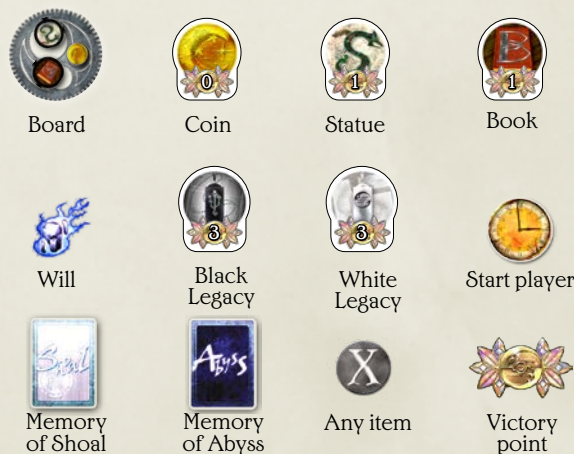 0
1
1
Board
Coin
Statue
Book
3
3
Will
Black
Legacy
White
Legacy
Start player
Shoal
Abyss
X
Memory
of Shoal
Memory
of Abyss
Any item
Victory
point